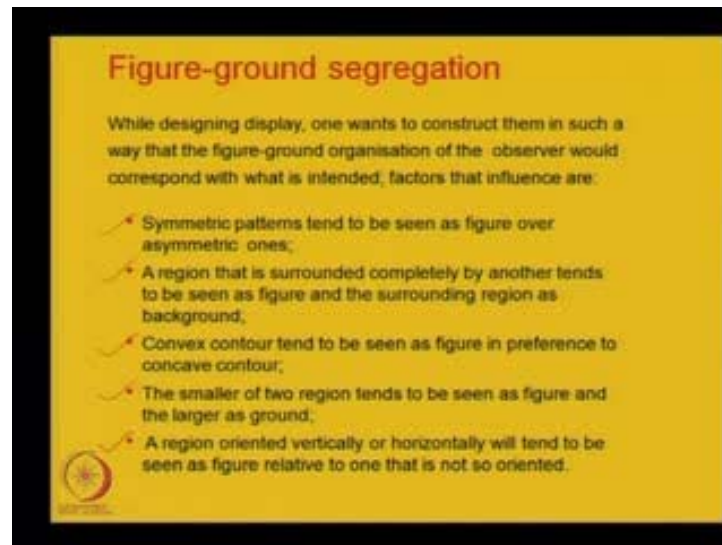 Figure-ground segregation
While designing display, one wants to construct them in such a
way that the figure-ground organisation of the observer would
correspond with what is intended, factors that influence are:
Symmetric patterns tend to be seen as figure over
asymmetric ones;
A region that is surrounded completely by another tends
to be seen as figure and the surrounding region as
background;
Convex contour tend to be seen as figure in preference to
concave contour;
The smaller of two region tends to be seen as figure and
the larger as ground;
A region oriented vertically or horizontally will tend to be
seen as figure relative to one that is not so oriented.